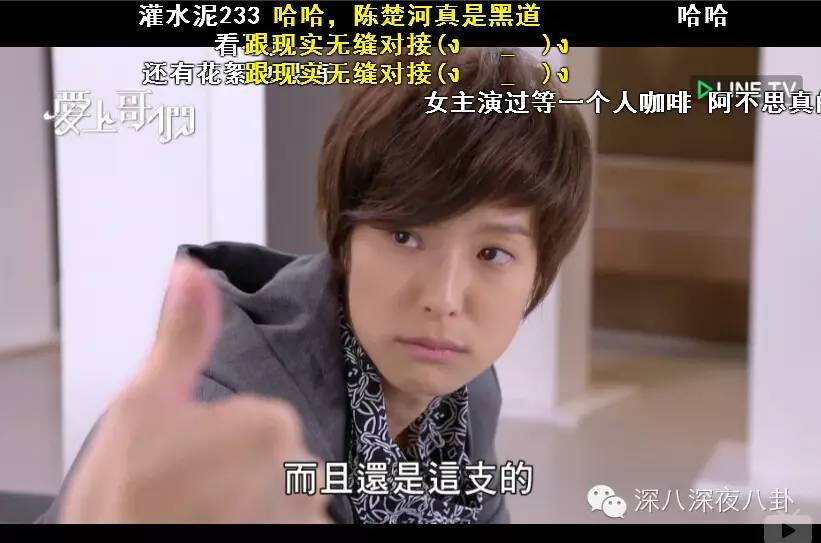 灌水泥233 哈哈，陈楚河真是黑道 哈哈
看 跟现实无缝对接(ง •̀_•́)ง
还有花絮 跟现实无缝对接(ง •̀_•́)ง
LINE TV
女主演过等一个人咖啡 阿不思真的
愛上哥們
而且還是這支的
深八深夜八卦